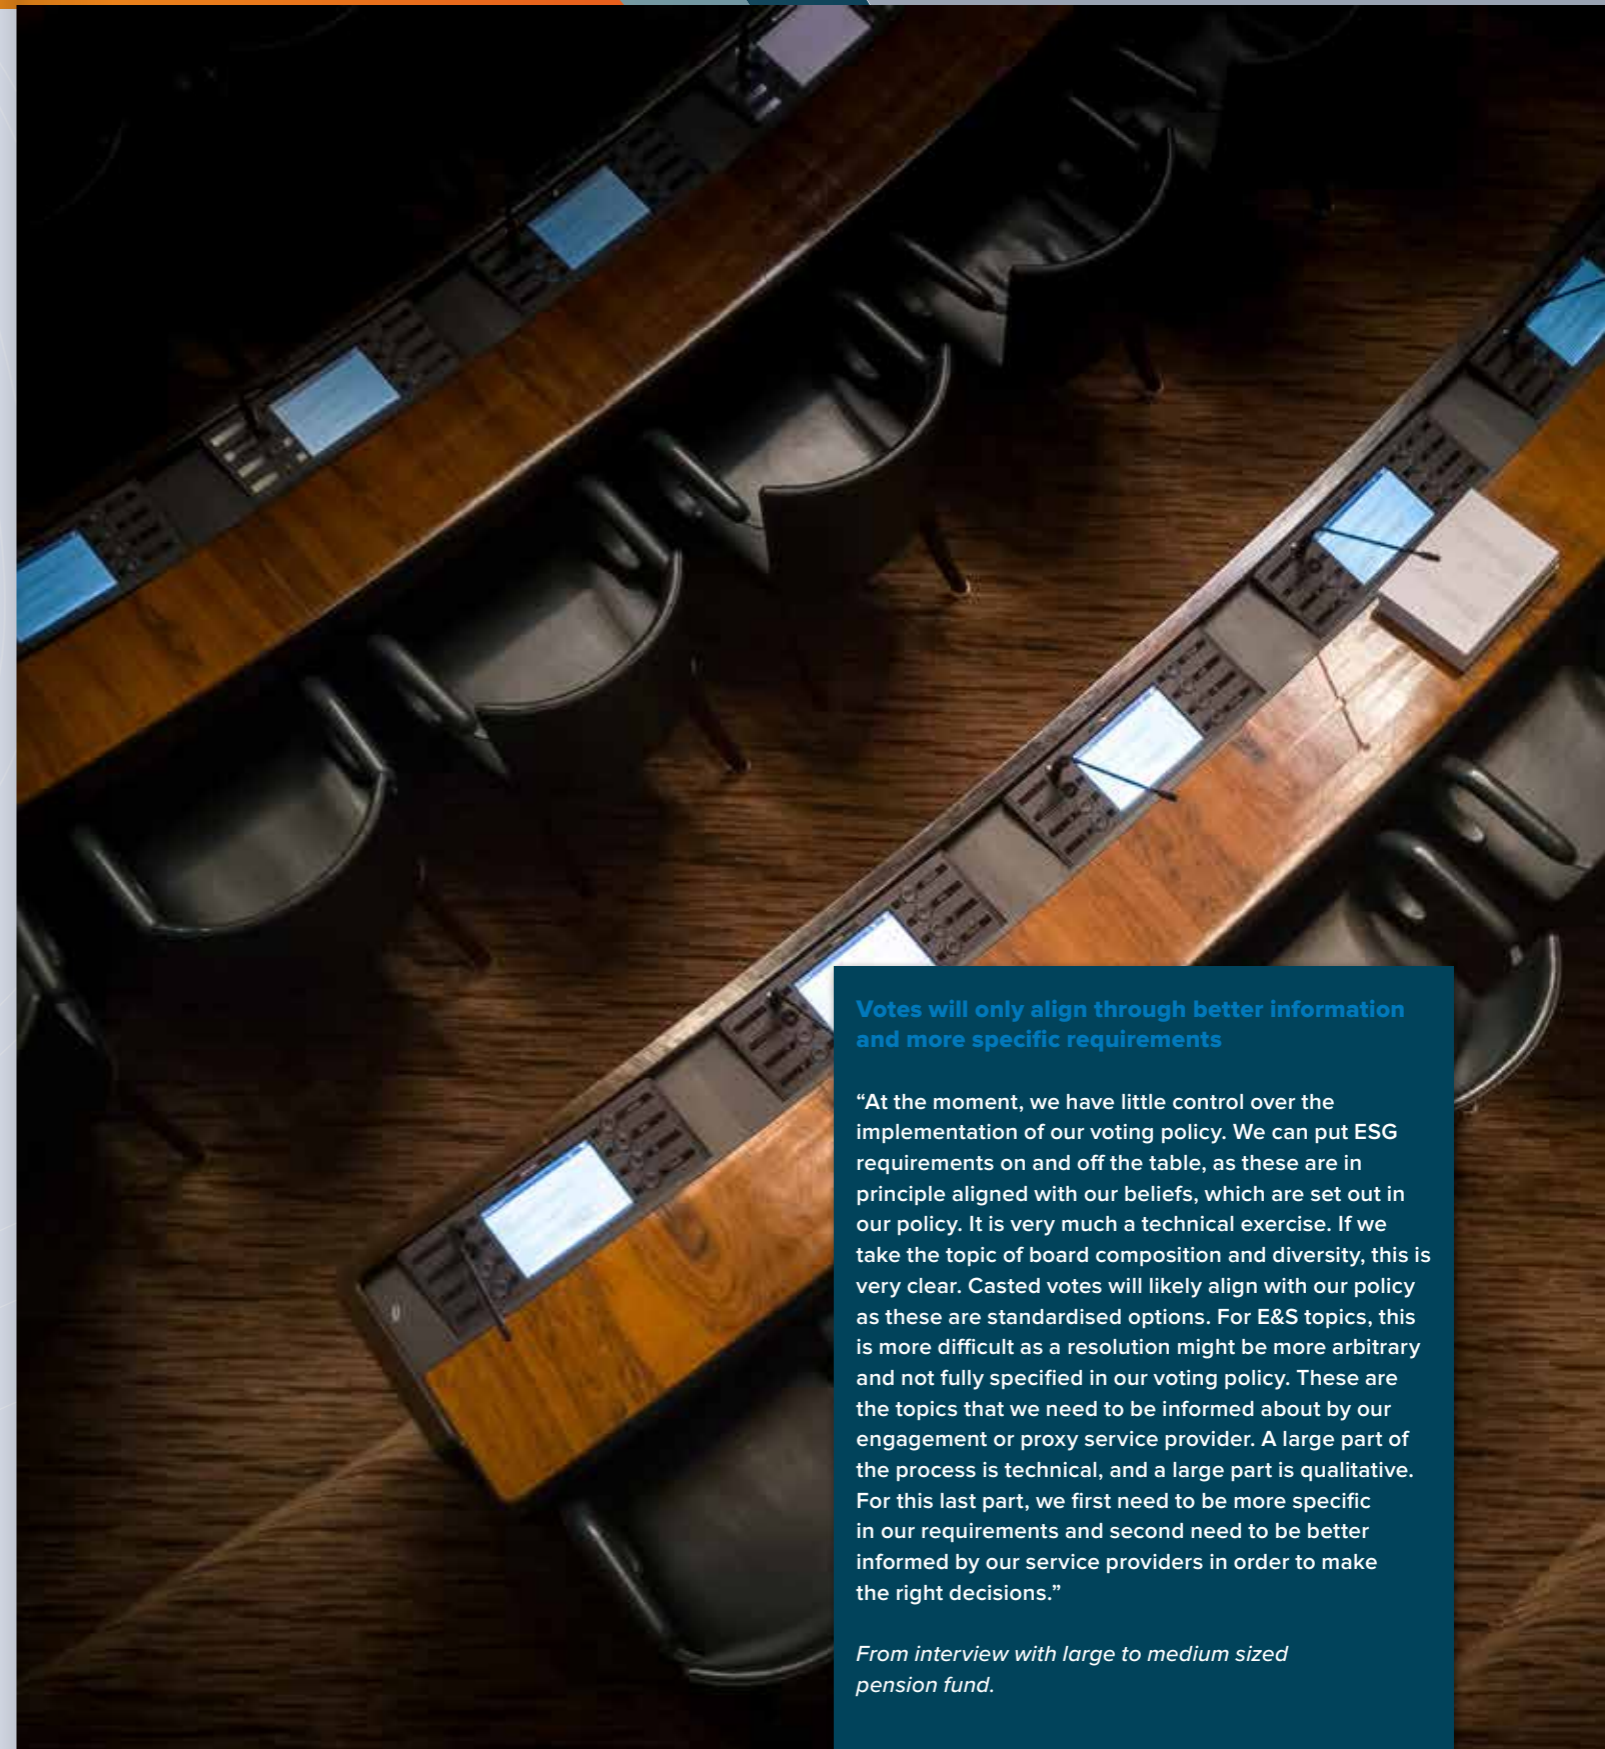 Votes will only align through better information
and more specific requirements
“At the moment, we have little control over the
implementation of our voting policy. We can put ESG
requirements on and off the table, as these are in
principle aligned with our beliefs, which are set out in
our policy. It is very much a technical exercise. If we
take the topic of board composition and diversity, this is
very clear. Casted votes will likely align with our policy
as these are standardised options. For E&S topics, this
is more difficult as a resolution might be more arbitrary
and not fully specified in our voting policy. These are
the topics that we need to be informed about by our
engagement or proxy service provider. A large part of
the process is technical, and a large part is qualitative.
For this last part, we first need to be more specific
in our requirements and second need to be better
informed by our service providers in order to make
the right decisions.”
From interview with large to medium sized
pension fund.